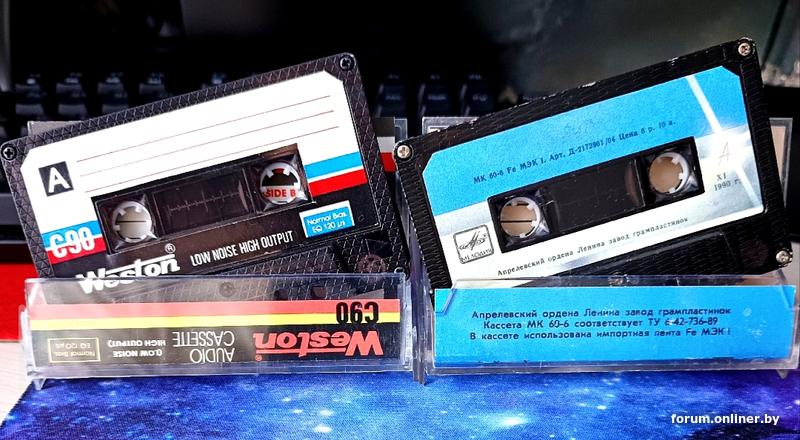 A
SIDE B
Normal Bias
EQ 120 µs
C90
Weston®
LOW NOISE HIGH OUTPUT
C90
Weston®
AUDIO
CASSETTE
(LOW NOISE
HIGH OUTPUT)
Normal Bias
EQ 120 µs
МК 60-6 Fe МЭК I. Арт. Д-2172901/04 Цена 6 р. 10 к.
А
XI
1990 г.
МЕЛОДИЯ
Апрелевский ордена Ленина завод грампластинок
Апрелевский ордена Ленина завод грампластинок
Кассета МК 60-6 соответствует ТУ 6-42-736-89
В кассете использована импортная лента Fe МЭК I
forum.onliner.by